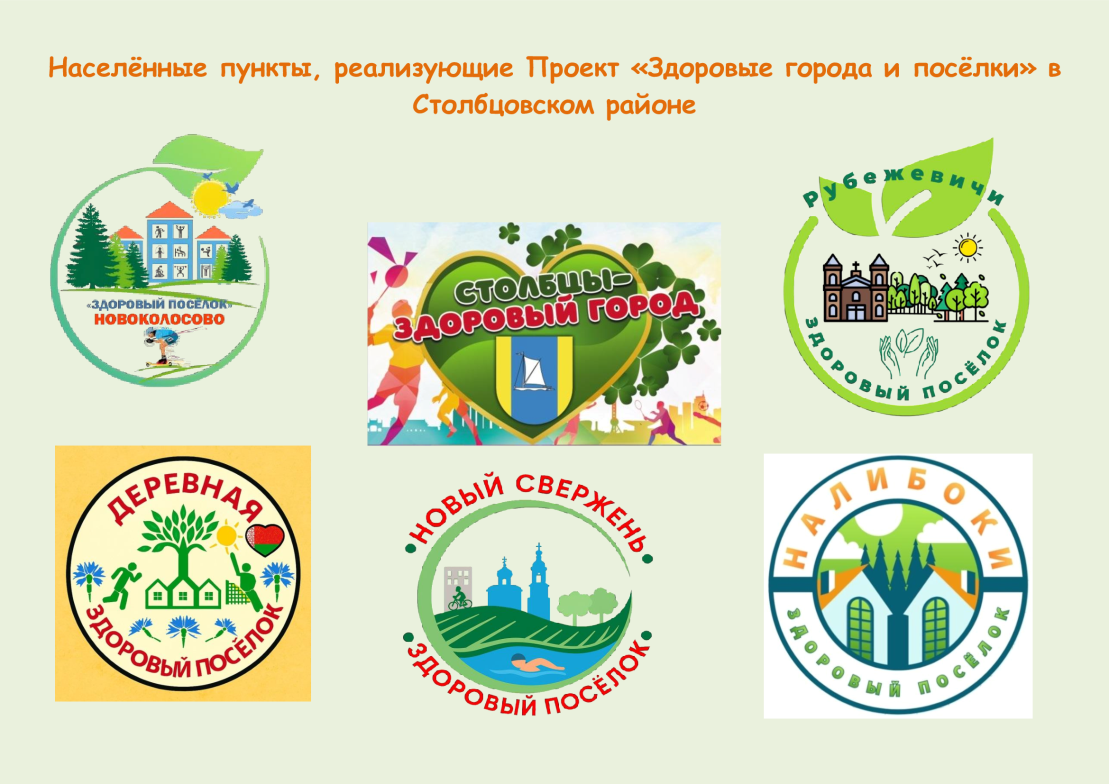 Населённые пункты, реализующие Проект «Здоровые города и посёлки» в
Столбцовском районе
«ЗДОРОВЫЙ ПОСЁЛОК»
НОВОКОЛОСОВО
СТОЛБЦЫ–
ЗДОРОВЫЙ ГОРОД
Рубежевичи
ЗДОРОВЫЙ ПОСЁЛОК
ДЕРЕВНАЯ
ЗДОРОВЫЙ ПОСЁЛОК
НОВЫЙ СВЕРЖЕНЬ
ЗДОРОВЫЙ ПОСЁЛОК
НАЛИБОКИ
ЗДОРОВЫЙ ПОСЁЛОК